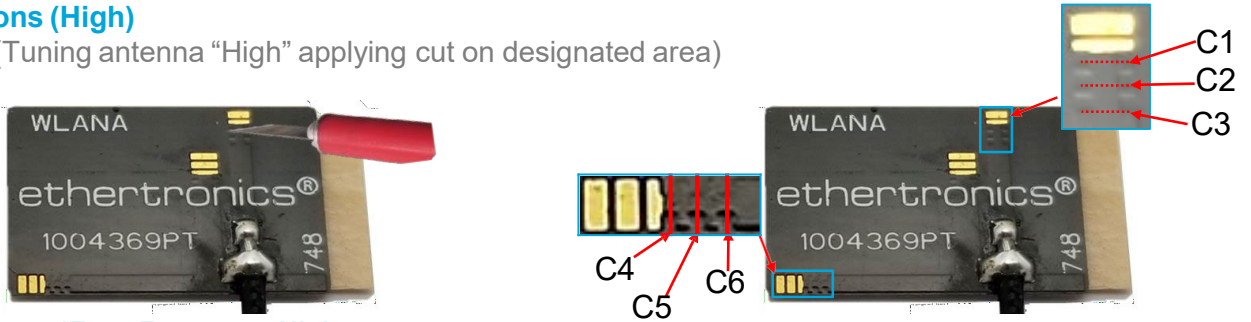 ons (High)
(Tuning antenna “High” applying cut on designated area)
C1
C2
C3
WLANA
ethertronics®
1004369PT
748
WLANA
ethertronics®
1004369PT
748
C4
C5
C6